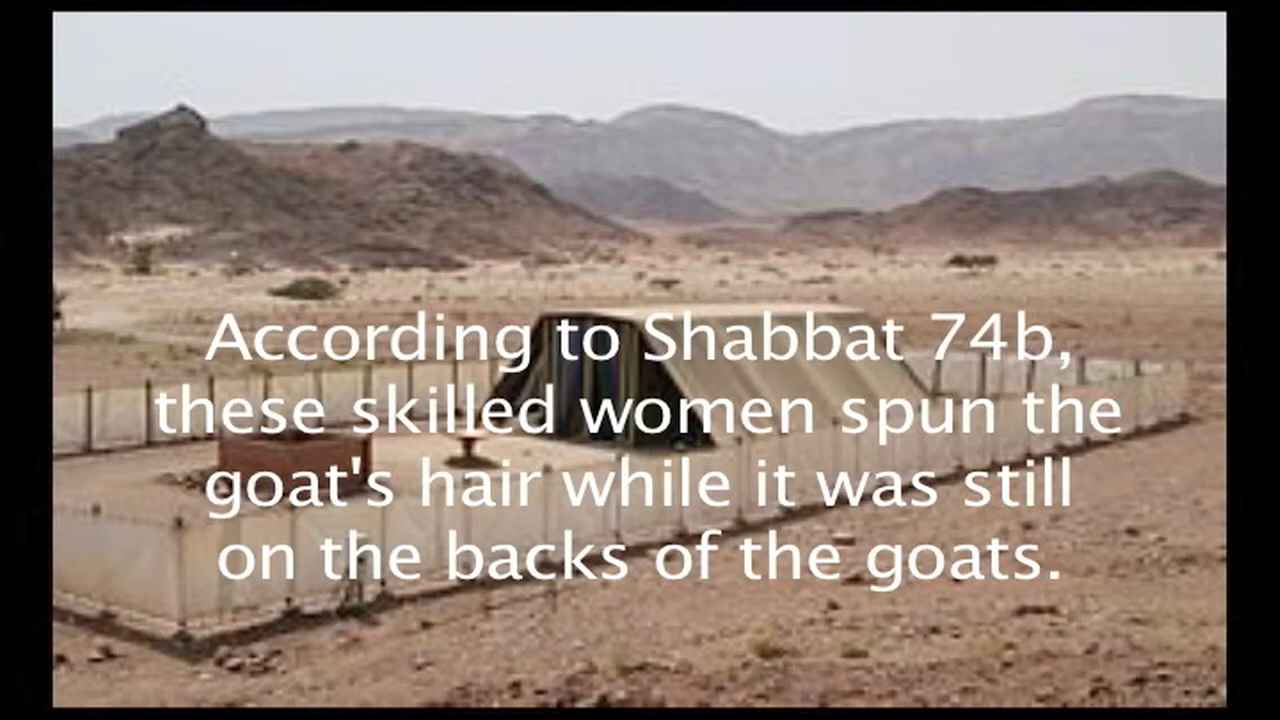 According to Shabbat 74b,
these skilled women spun the
goat's hair while it was still
on the backs of the goats.